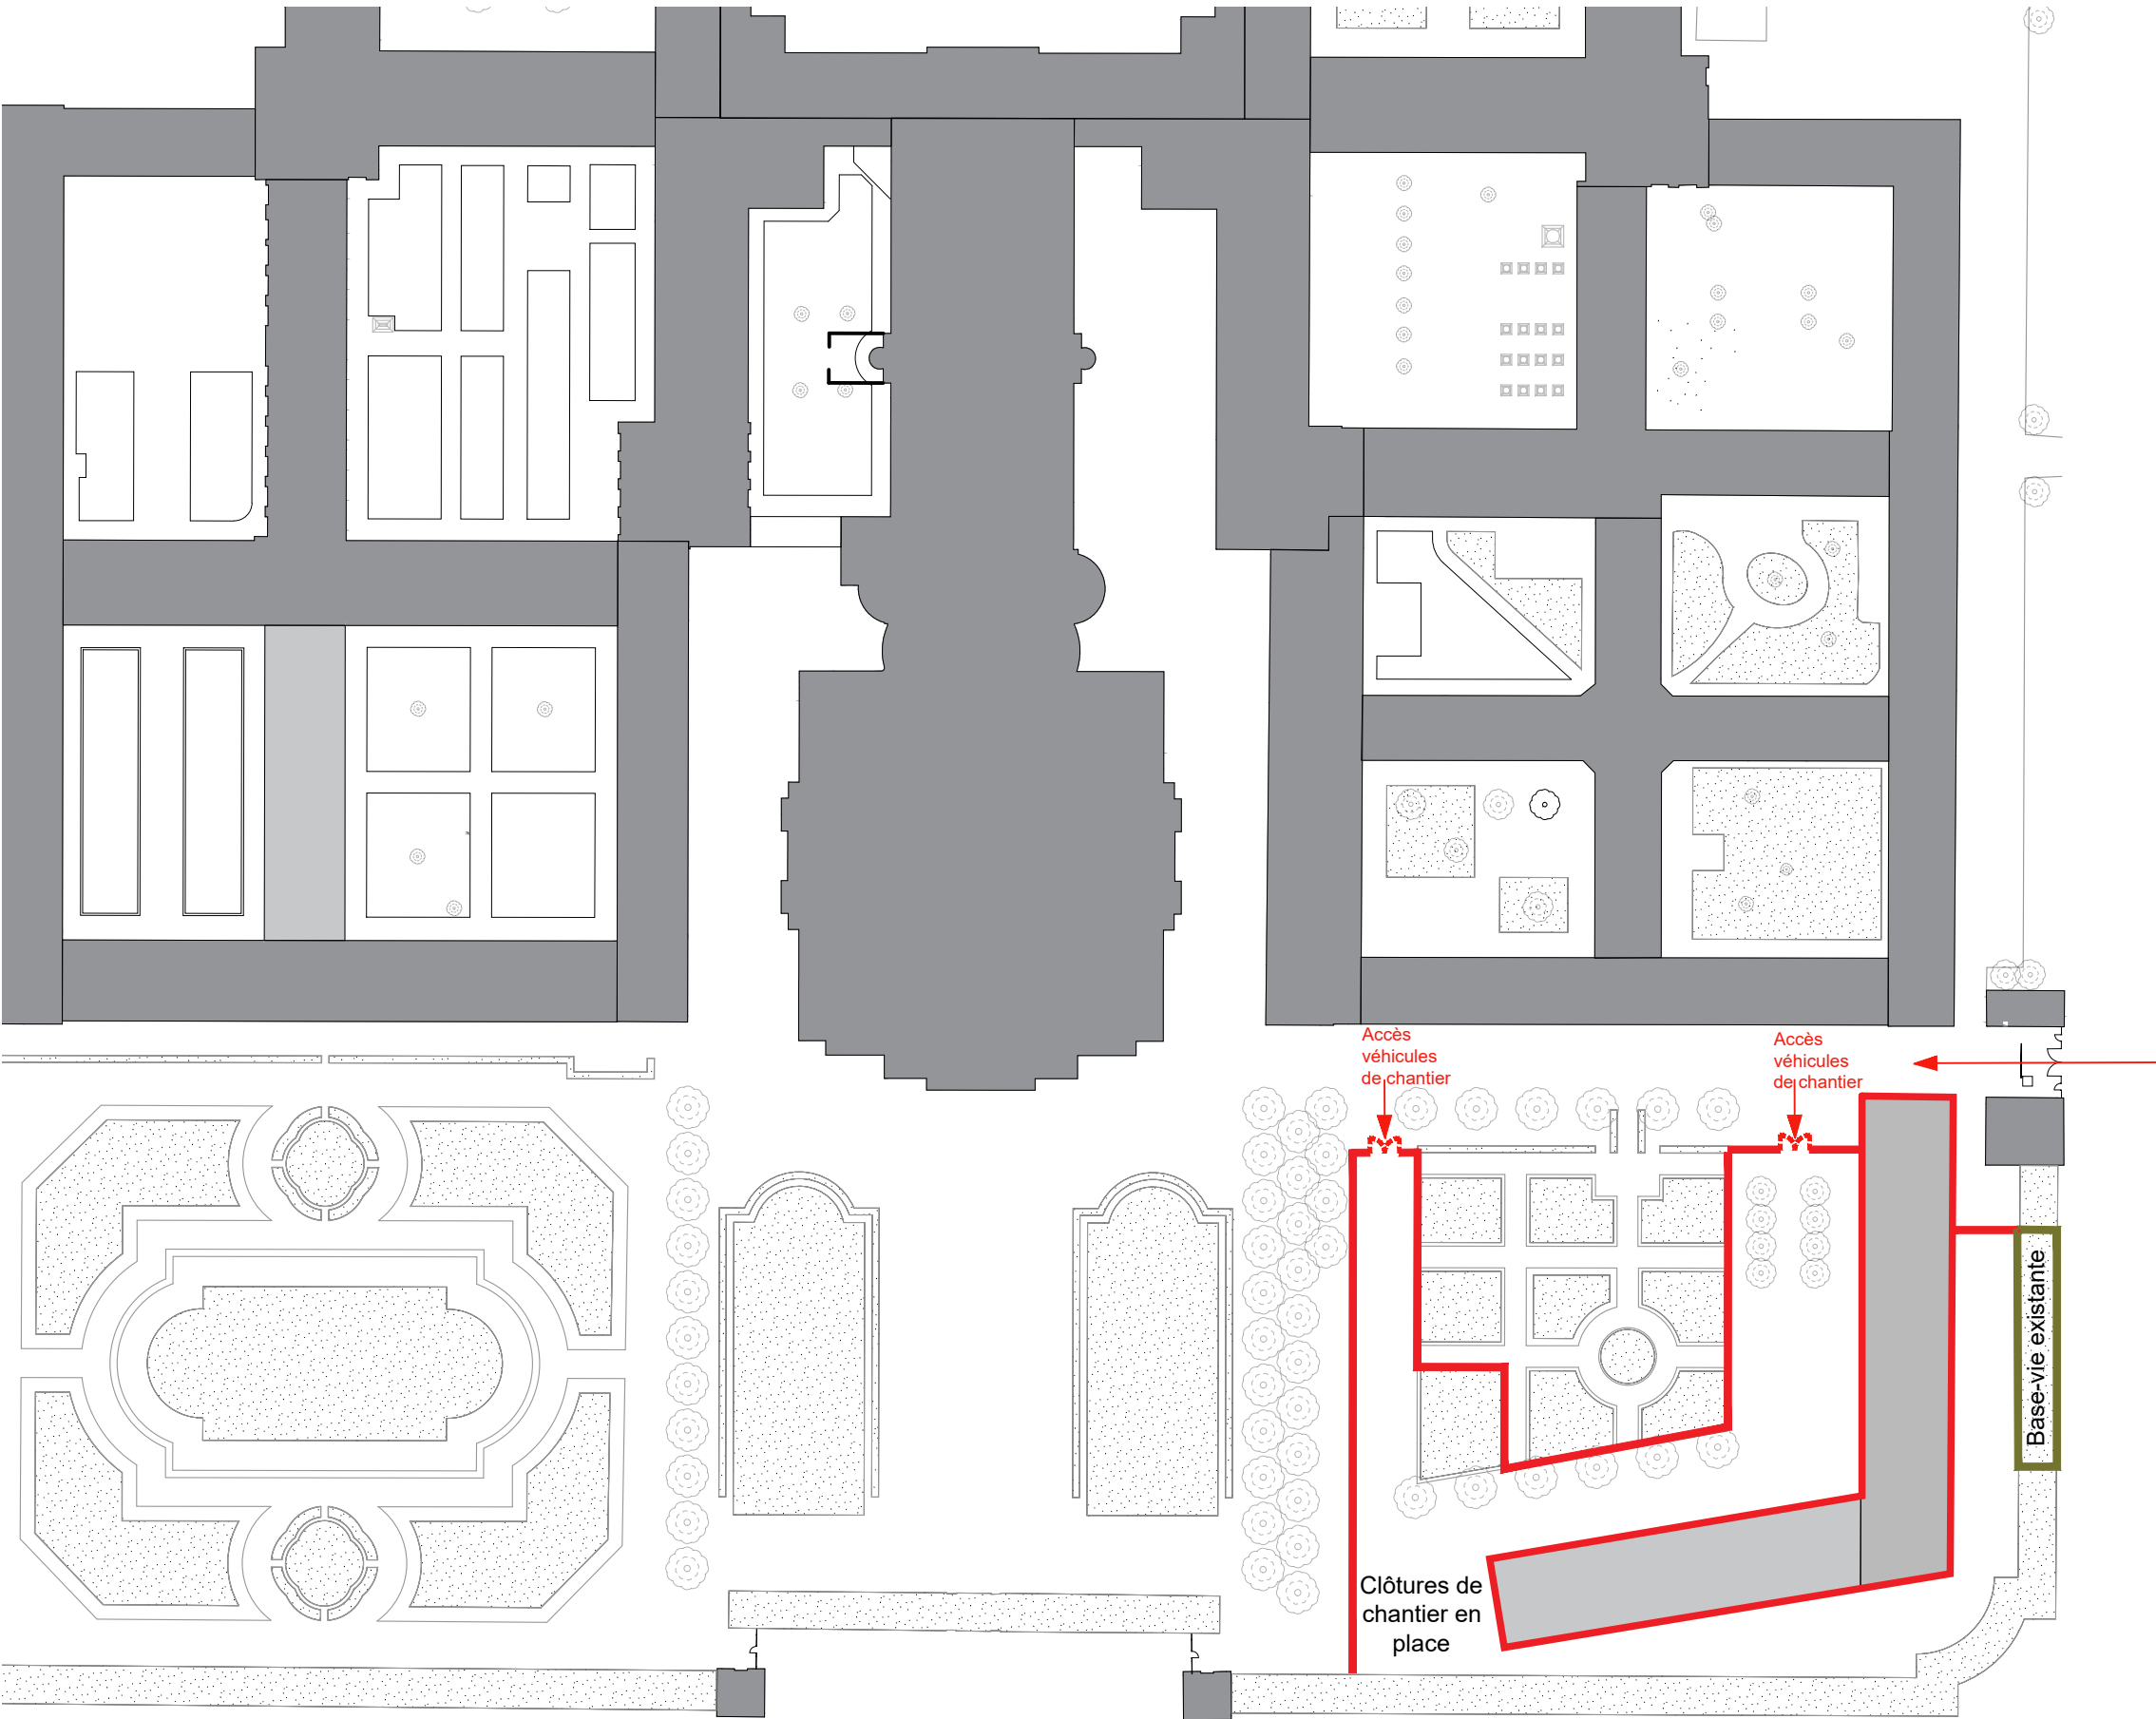 Accès
véhicules
de chantier
Accès
véhicules
de chantier
Base-vie existante
Clôtures de
chantier en
place